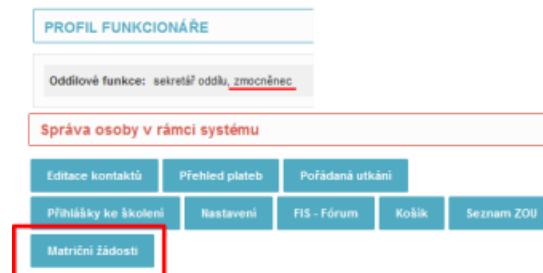 PROFIL FUNKCIONÁŘE
Oddílové funkce: sekretář oddílu, zmocněnec
Správa osoby v rámci systému
Editace kontaktů Přehled plateb Pořádaná utkání
Přihlášky ke školení Nastavení FIS - Fórum Košík Seznam ZOU
Matriční žádosti